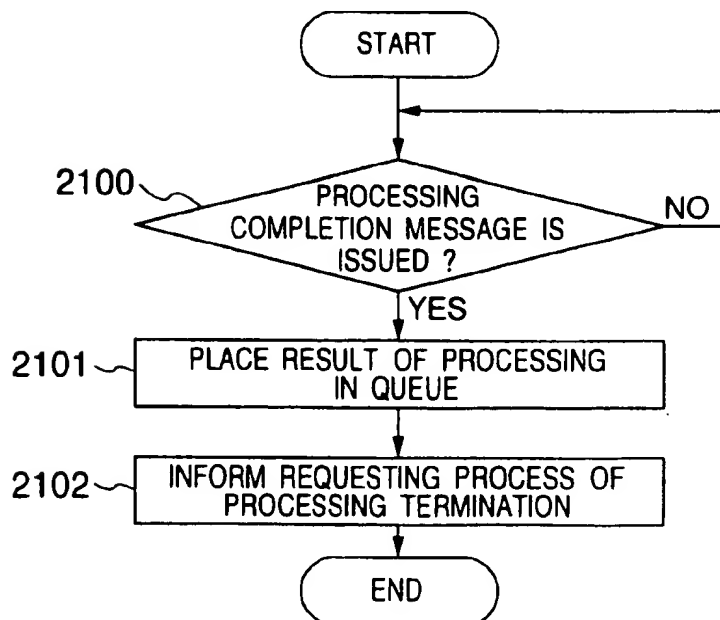 START
2100
PROCESSING
COMPLETION MESSAGE IS
ISSUED ?
NO
YES
2101
PLACE RESULT OF PROCESSING
IN QUEUE
2102
INFORM REQUESTING PROCESS OF
PROCESSING TERMINATION
END